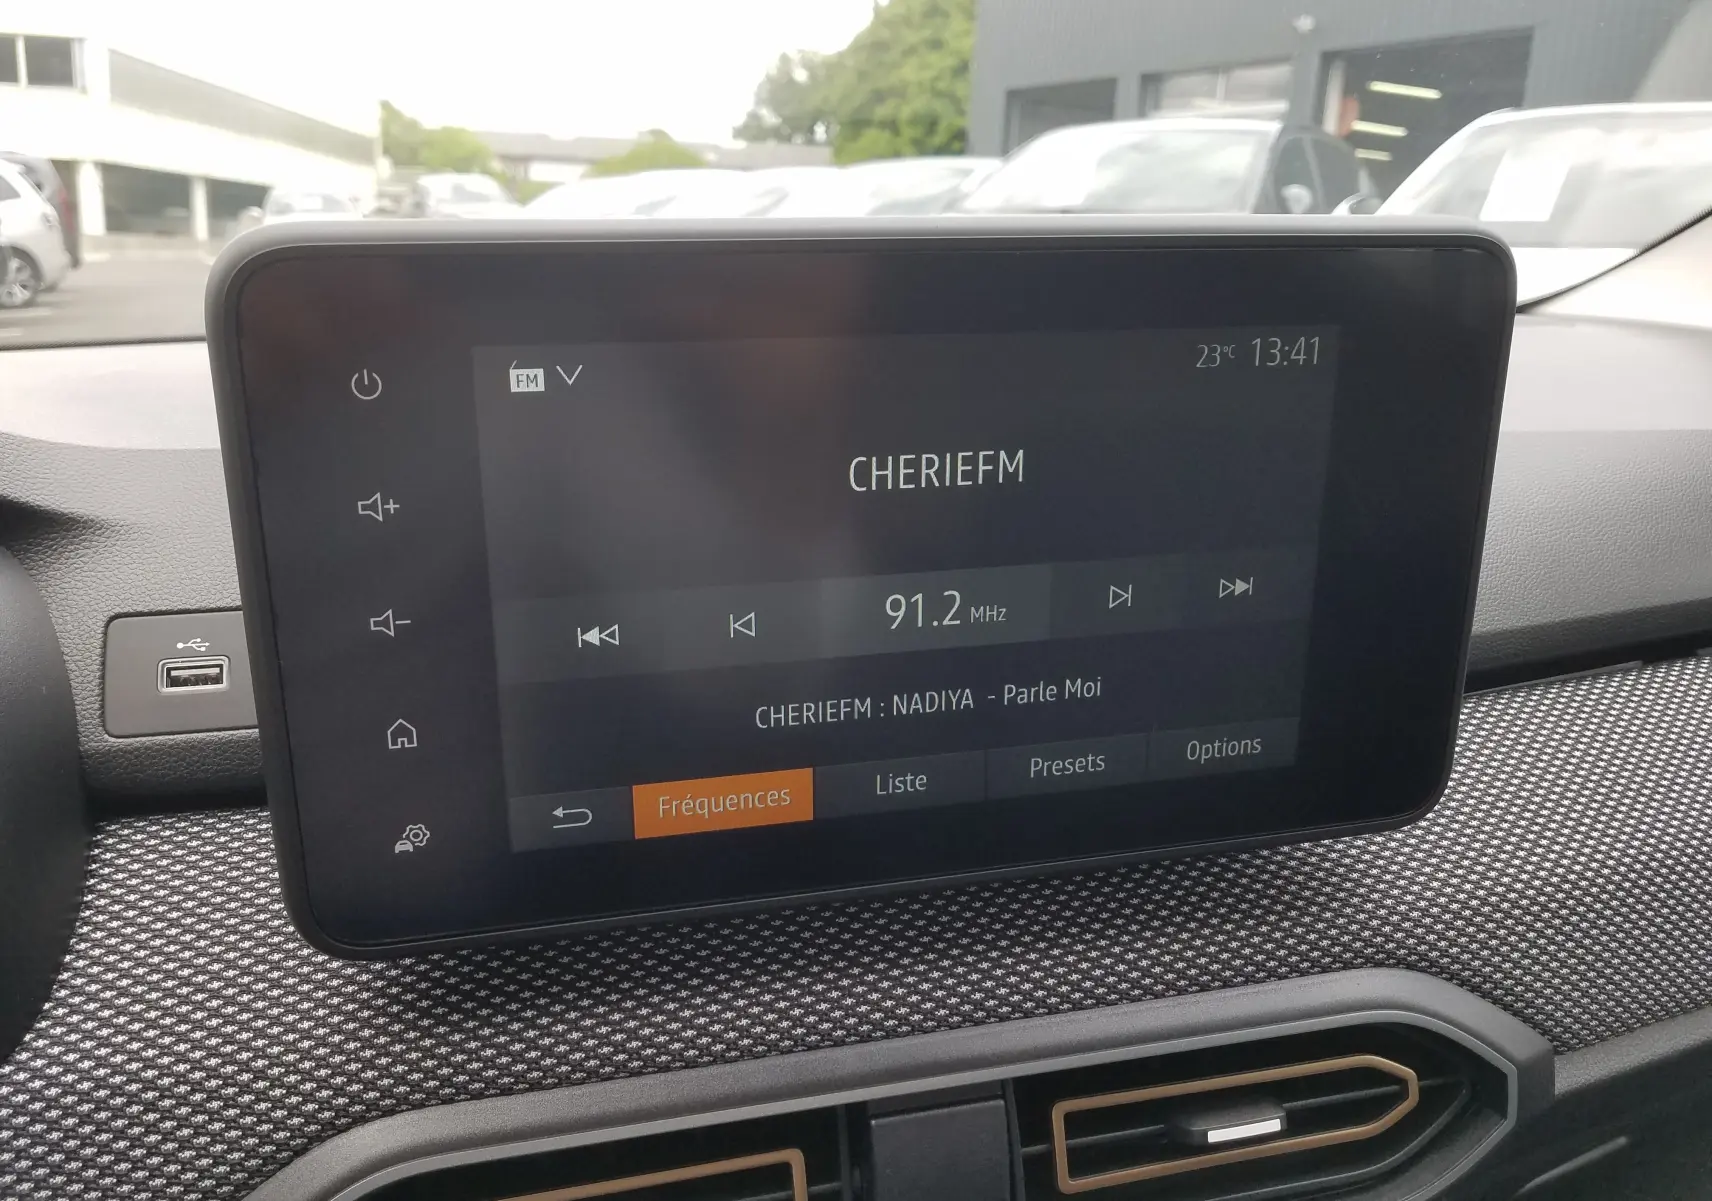 FM
23°C 13:41
CHERIEFM
91.2 MHz
CHERIEFM : NADIYA - Parle Moi
Fréquences Liste Presets Options